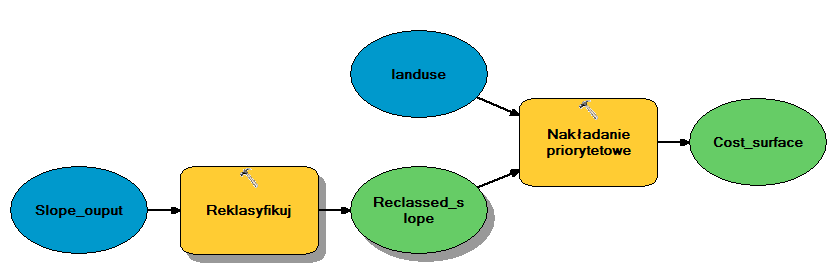 landuse
Nakładanie
priorytetowe
Cost_surface
Slope_ouput
Reklasyfikuj
Reclassed_s
lope